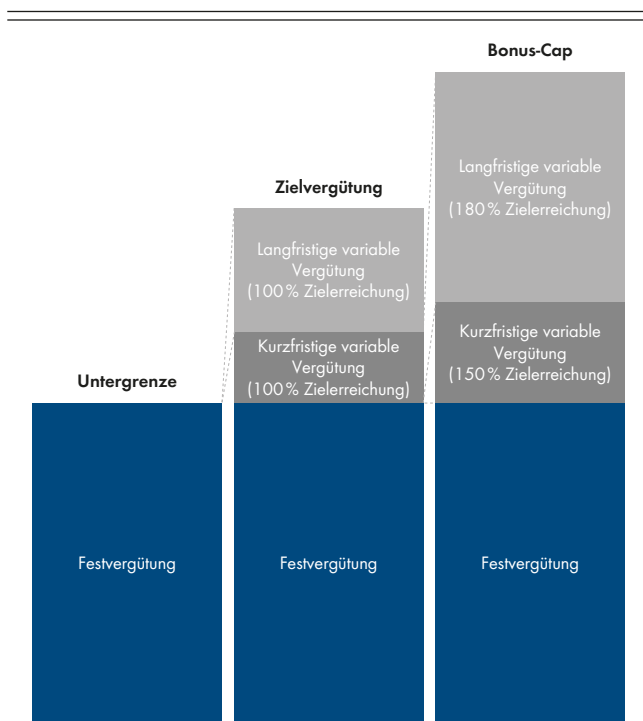 Bonus-Cap
Langfristige variable
Vergütung
(180 % Zielerreichung)
Zielvergütung
Langfristige variable
Vergütung
(100 % Zielerreichung)
Kurzfristige variable
Vergütung
(150 % Zielerreichung)
Kurzfristige variable
Vergütung
(100 % Zielerreichung)
Untergrenze
Festvergütung
Festvergütung
Festvergütung